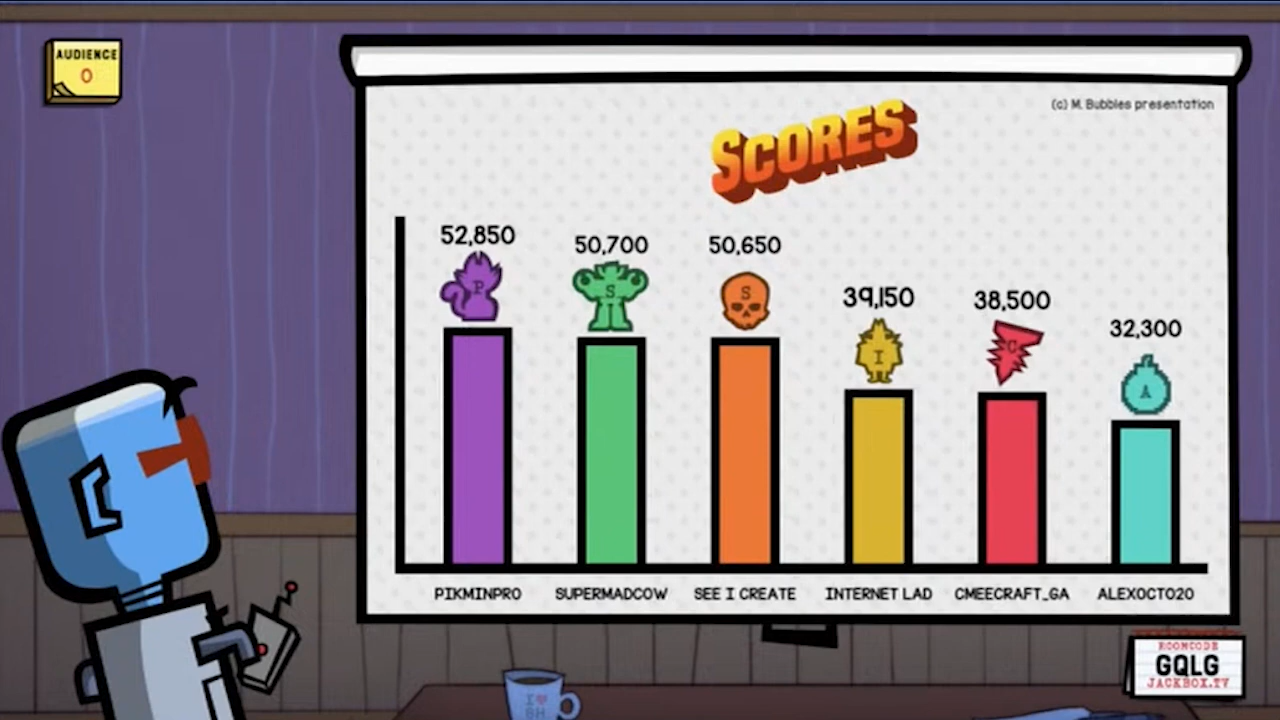 AUDIENCE
0
(c) M. Bubbles presentation
SCORES
52,850
50,700
50,650
39,150
38,500
32,300
P
S
S
I
C
A
PIKMINPRO
SUPERMADCOW
SEE I CREATE
INTERNET LAD
CMEECRAFT_GA
ALEXOCTO20
ROOMCODE
GQLG
JACKBOX.TV
I ♥
BH